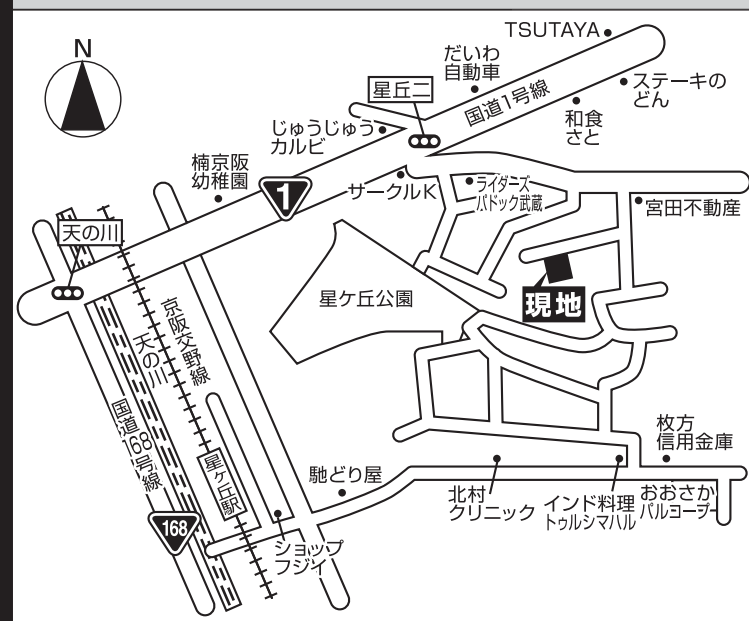 N
TSUTAYA
だいわ
自動車
星丘二
国道1号線
ステーキの
どん
和食
さと
じゅうじゅう
カルビ
楠京阪
幼稚園
1
サークルK
ライダーズ
パドック武蔵
宮田不動産
天の川
星ケ丘公園
現地
京阪交野線
天の川
国道168号線
星ヶ丘駅
168
馳どり屋
枚方
信用金庫
北村
クリニック
インド料理
トゥルシマハル
おおさか
パルコープ
ショップ
フジイ